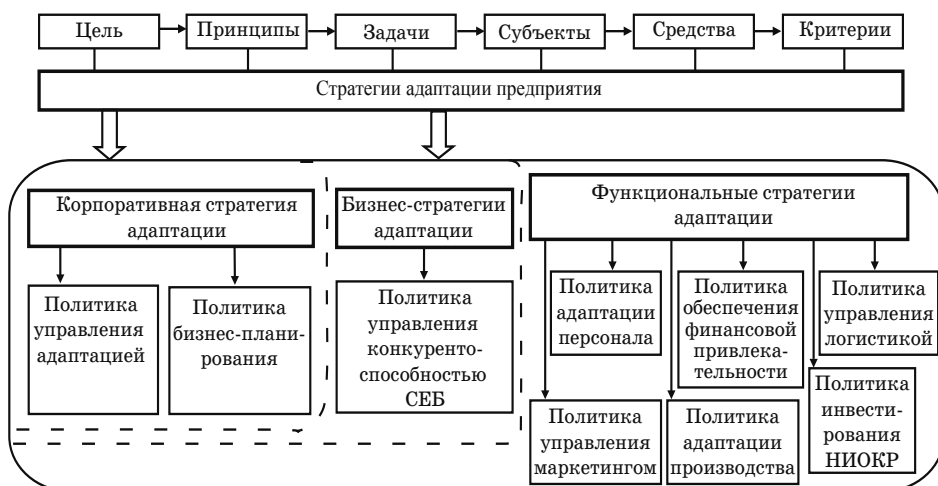 Цель
Принципы
Задачи
Субъекты
Средства
Критерии
Стратегии адаптации предприятия
Корпоративная стратегия
адаптации
Бизнес-стратегии
адаптации
Функциональные стратегии
адаптации
Политика
управления
адаптацией
Политика
бизнес-плани-
рования
Политика
управления
конкуренто-
способностью
СЕБ
Политика
адаптации
персонала
Политика
обеспечения
финансовой
привлека-
тельности
Политика
управления
логистикой
Политика
управления
маркетингом
Политика
адаптации
производства
Политика
инвести-
рования
НИОКР